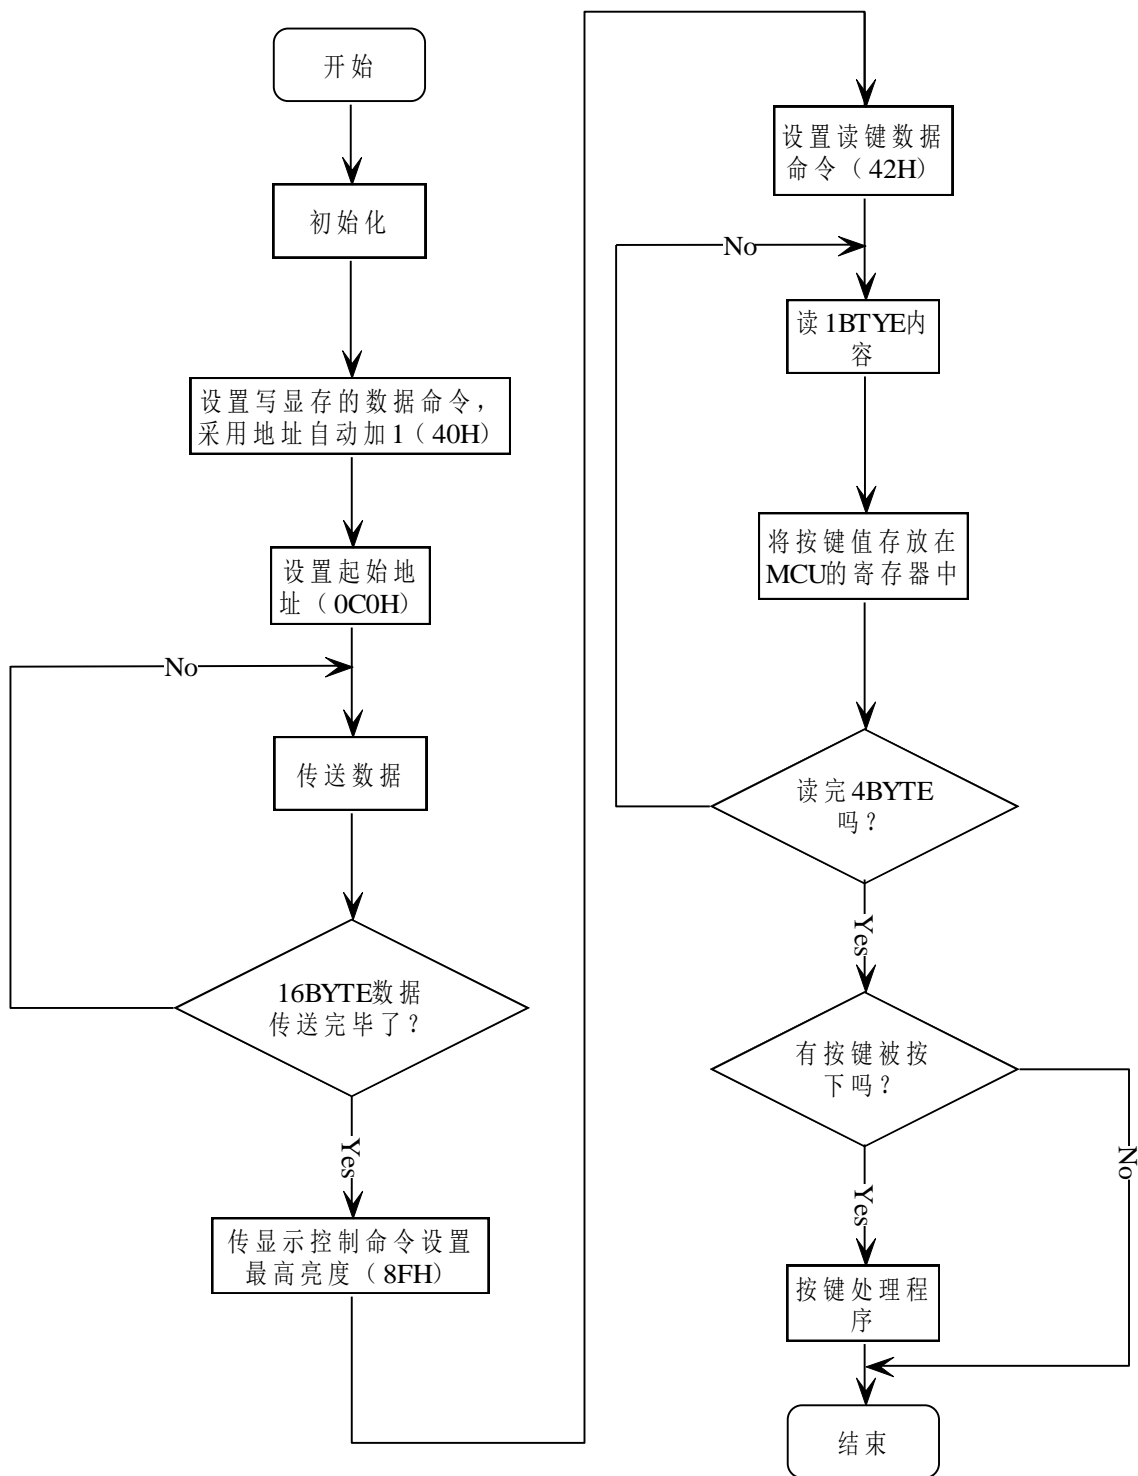 开始
初始化
设置写显存的数据命令,
采用地址自动加1(40H)
设置起始地
址(0C0H)
No
传送数据
16BYTE数据
传送完毕了?
Yes
传显示控制命令设置
最高亮度(8FH)
设置读键数据
命令(42H)
No
读1BTYE内
容
将按键值存放在
MCU的寄存器中
读完4BYTE
吗?
Yes
有按键被按
下吗?
No
Yes
按键处理程
序
结束